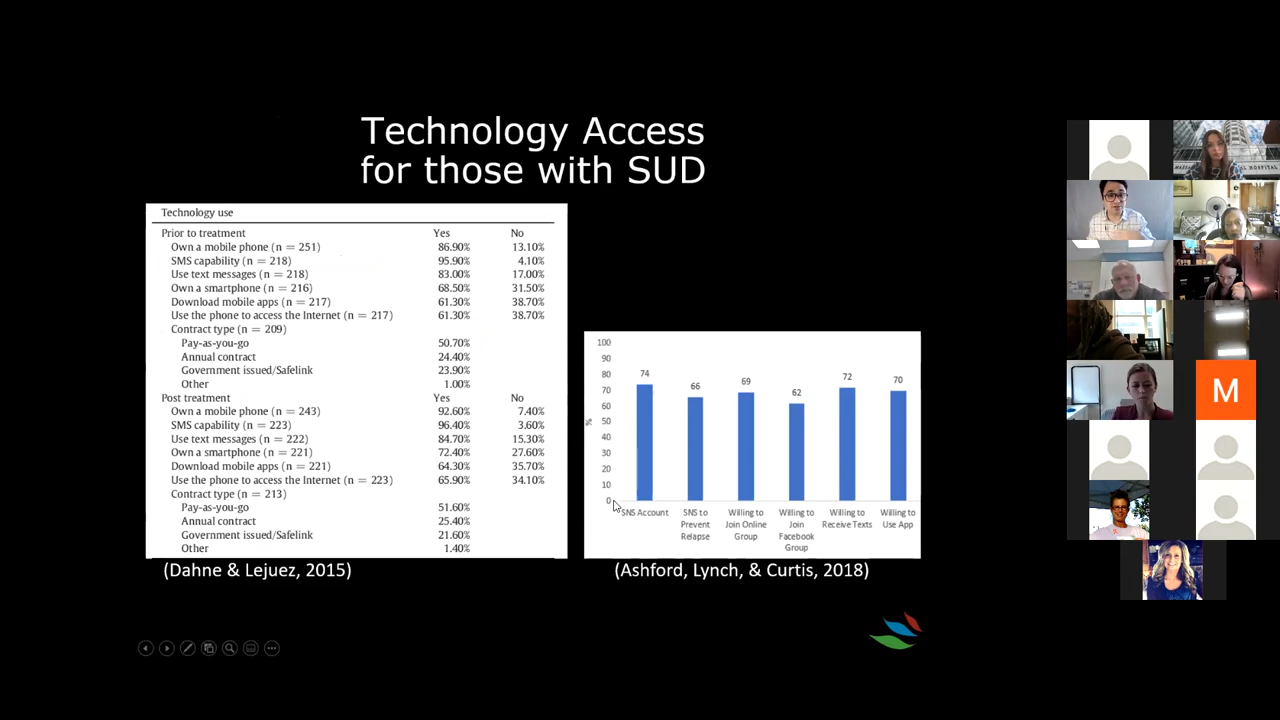 Technology Access
for those with SUD
Technology use
Prior to treatment Yes No
Own a mobile phone (n = 251) 86.90% 13.10%
SMS capability (n = 218) 95.90% 4.10%
Use text messages (n = 218) 83.00% 17.00%
Own a smartphone (n = 216) 68.50% 31.50%
Download mobile apps (n = 217) 61.30% 38.70%
Use the phone to access the Internet (n = 217) 61.30% 38.70%
Contract type (n = 209)
Pay-as-you-go 50.70%
Annual contract 24.40%
Government issued/Safelink 23.90%
Other 1.00%
Post treatment Yes No
Own a mobile phone (n = 243) 92.60% 7.40%
SMS capability (n = 223) 96.40% 3.60%
Use text messages (n = 222) 84.70% 15.30%
Own a smartphone (n = 221) 72.40% 27.60%
Download mobile apps (n = 221) 64.30% 35.70%
Use the phone to access the Internet (n = 223) 65.90% 34.10%
Contract type (n = 213)
Pay-as-you-go 51.60%
Annual contract 25.40%
Government issued/Safelink 21.60%
Other 1.40%
(Dahne & Lejuez, 2015)
%
100
90
80
70
60
50
40
30
20
10
0
74 66 69 62 72 70
SNS Account
SNS to
Prevent
Relapse
Willing to
Join Online
Group
Willing to
Join
Facebook
Group
Willing to
Receive Texts
Willing to
Use App
(Ashford, Lynch, & Curtis, 2018)
HOSPITAL
M